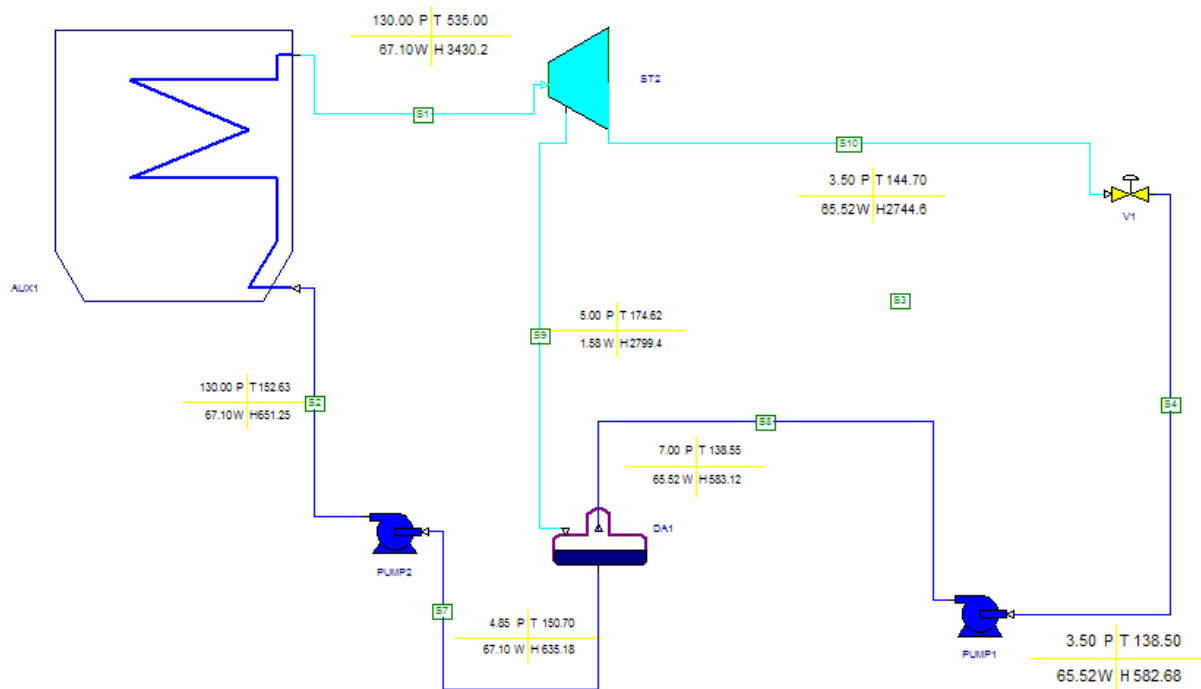 130.00 P T 535.00
67.10 W H 3430.2
ST2
S1
S10
3.50 P T 144.70
65.52 W H2744.6
V1
AUX1
S3
5.00 P T 174.62
S9
1.58 W H2799.4
130.00 P T 152.63
S2
67.10 W H651.25
S4
S8
7.00 P T 138.55
65.52 W H 583.12
DA1
PUMP2
S7
4.85 P T 150.70
67.10 W H 635.18
PUMP1
3.50 P T 138.50
65.52 W H 582.68